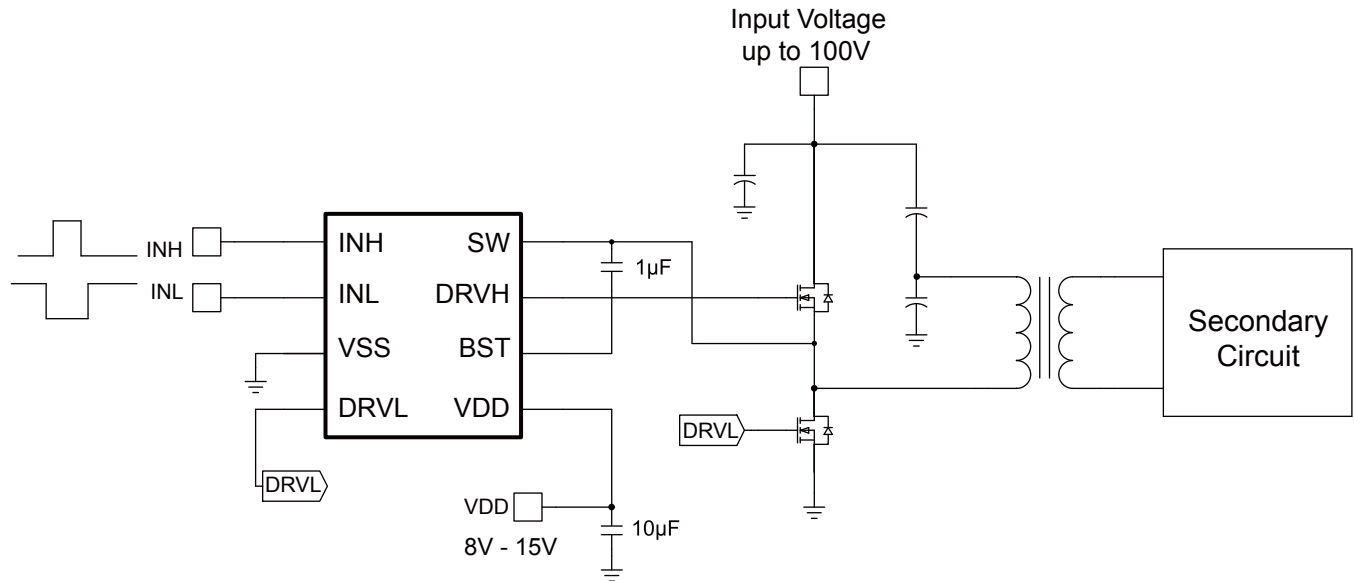 Input Voltage
up to 100V
INH
INH
SW
1µF
INL
INL
DRVH
VSS
BST
Secondary
Circuit
DRVL
VDD
DRVL
DRVL
VDD
10µF
8V - 15V